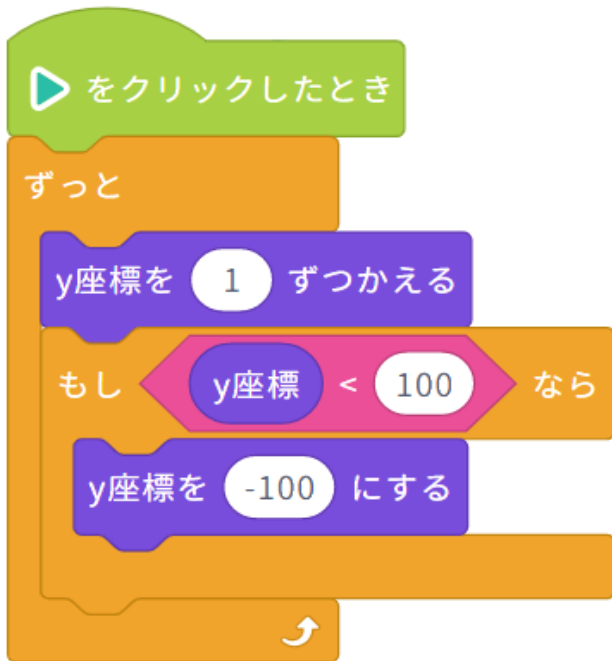 をクリックしたとき
ずっと
y座標を 1 ずつかえる
もし y座標 < 100 なら
y座標を -100 にする